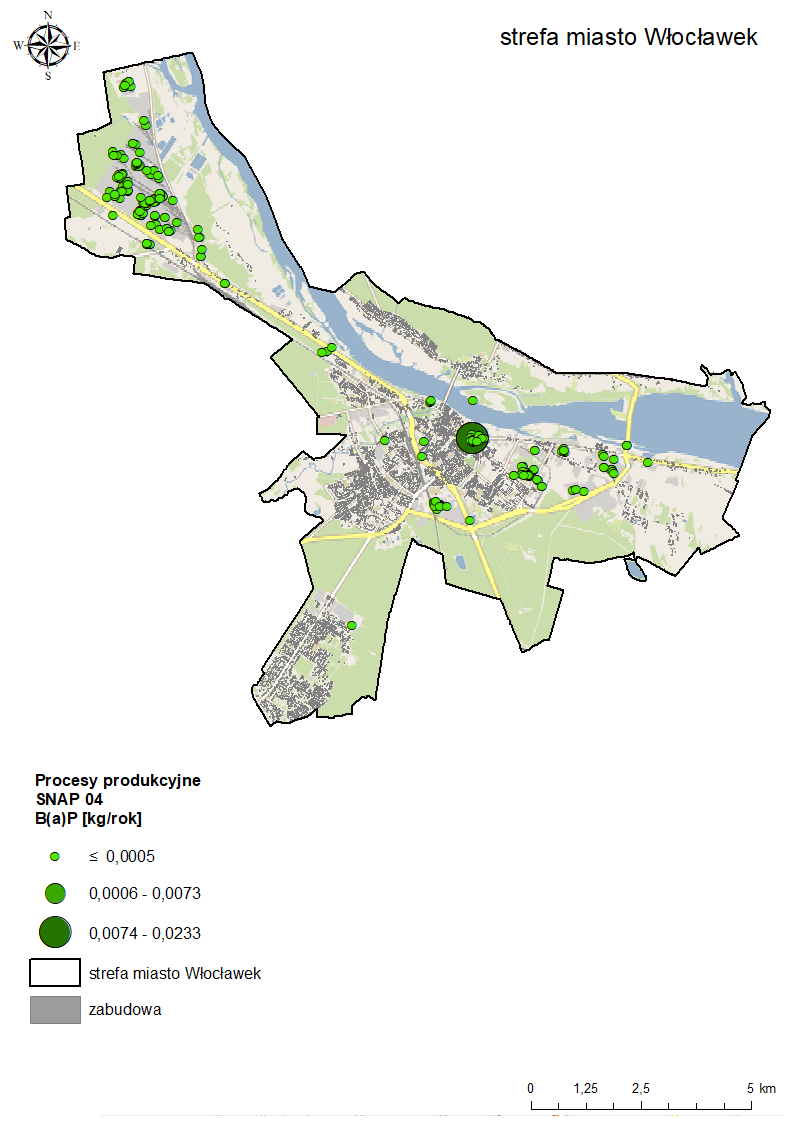 strefa miasto Włocławek
N
W
E
S
Procesy produkcyjne
SNAP 04
B(a)P [kg/rok]
≤ 0,0005
0,0006 - 0,0073
0,0074 - 0,0233
strefa miasto Włocławek
zabudowa
0 1,25 2,5 5 km